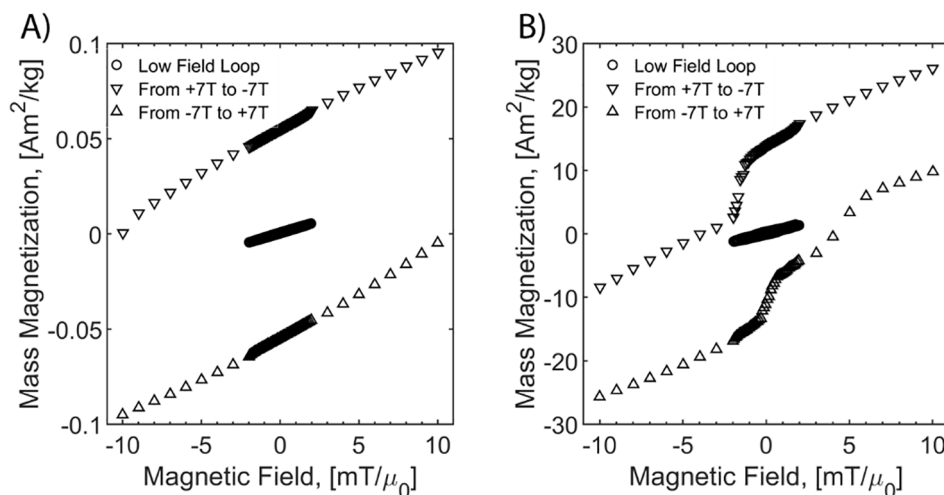 A)
Mass Magnetization, [Am²/kg]
0.1
0.05
0
-0.05
-0.1
○ Low Field Loop
▽ From +7T to -7T
△ From -7T to +7T
-10 -5 0 5 10
Magnetic Field, [mT/μ₀]
B)
Mass Magnetization, [Am²/kg]
30
20
10
0
-10
-20
-30
○ Low Field Loop
▽ From +7T to -7T
△ From -7T to +7T
-10 -5 0 5 10
Magnetic Field, [mT/μ₀]